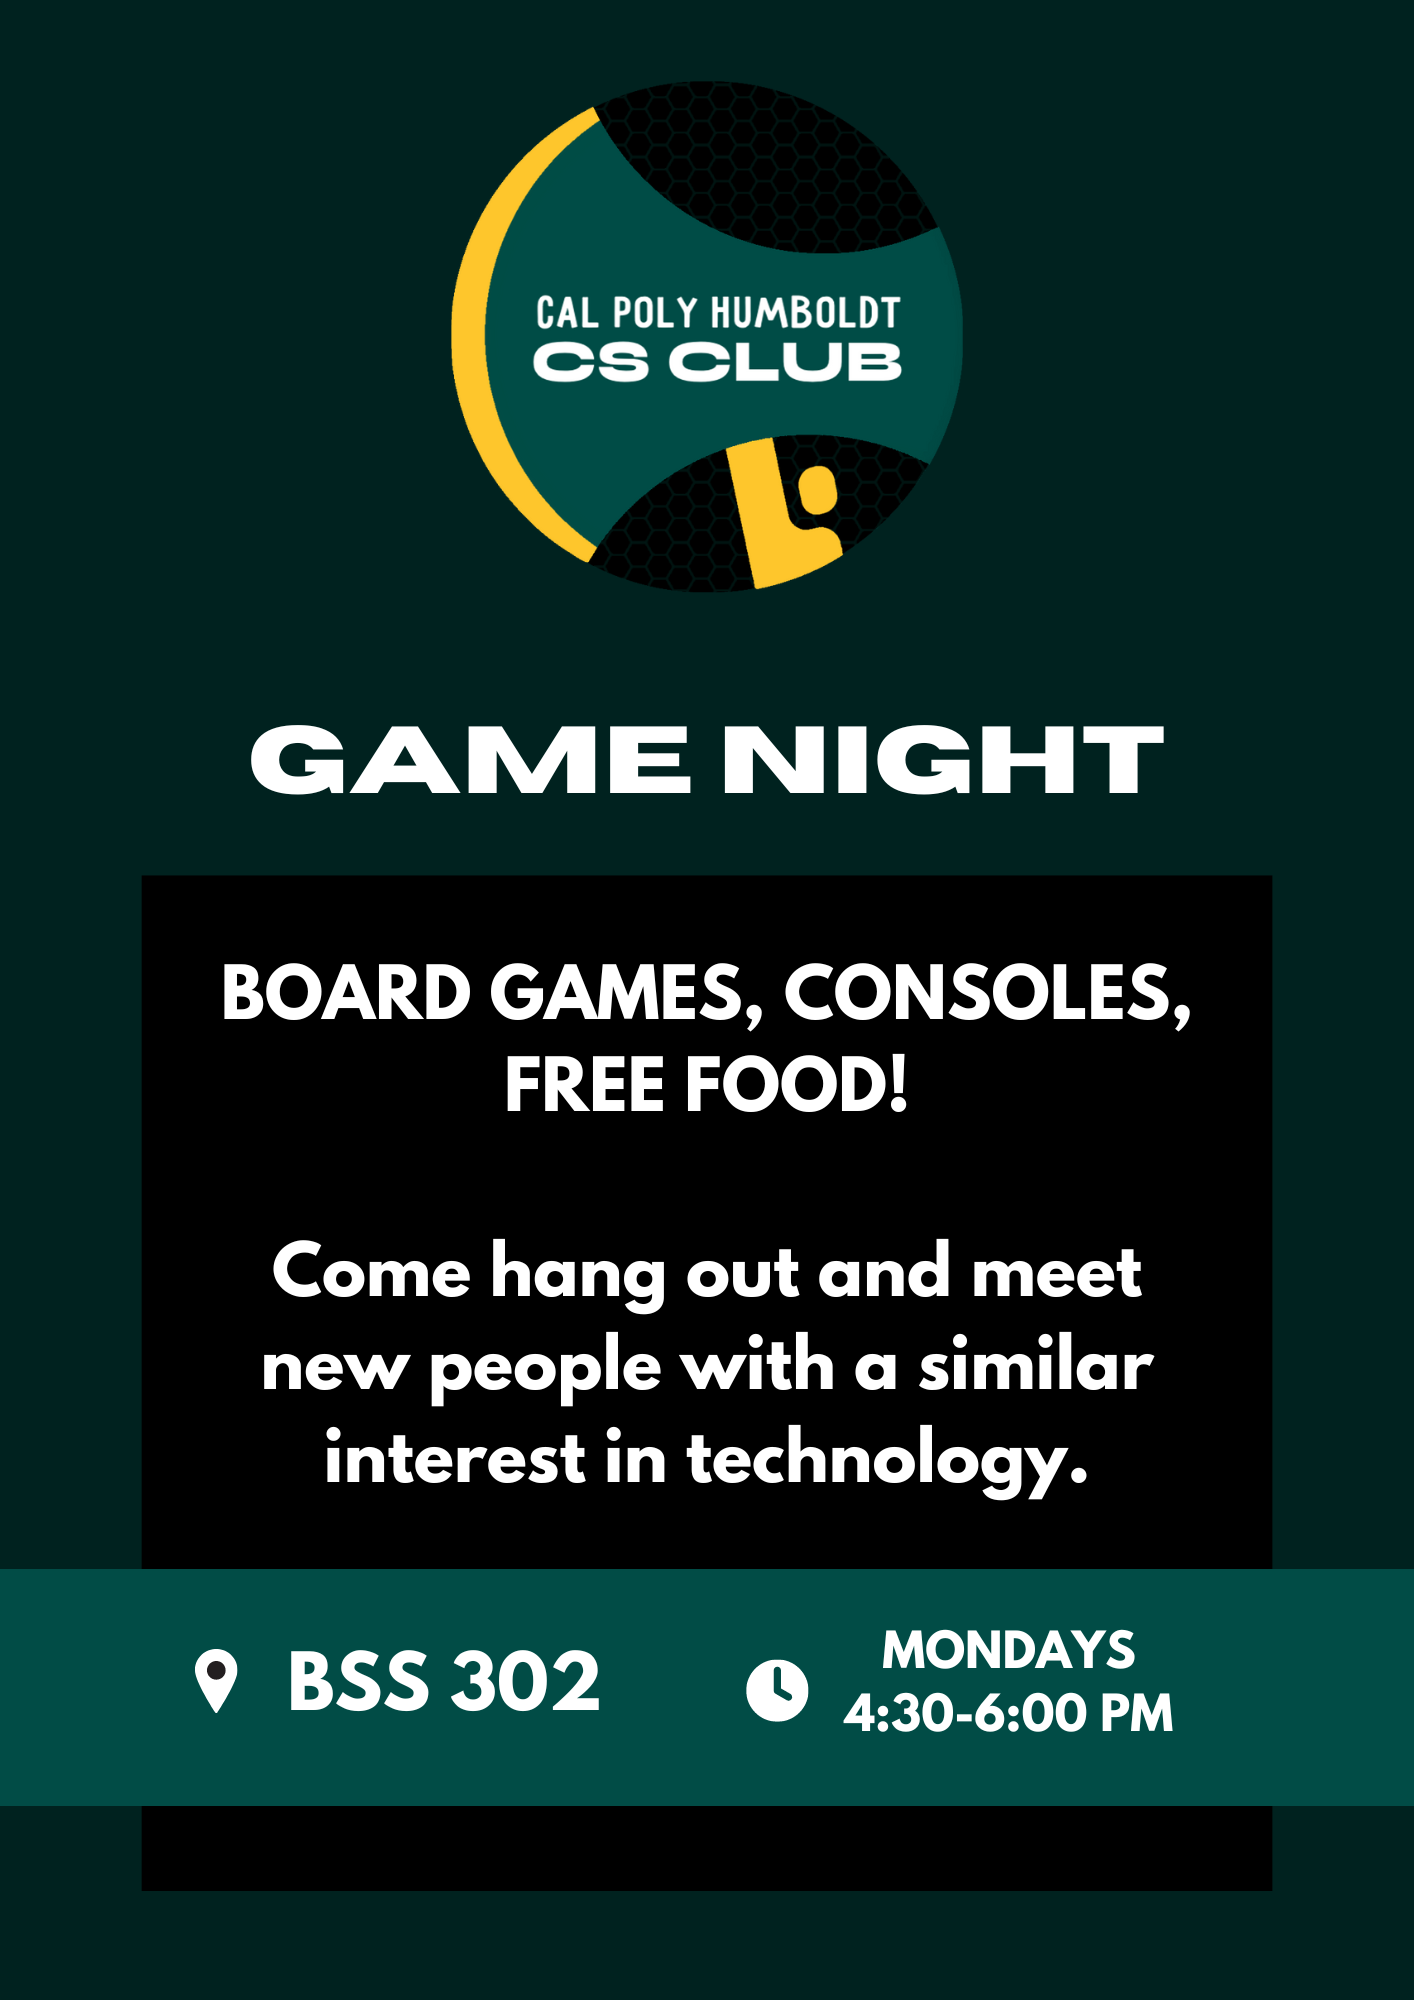 CAL POLY HUMBOLDT
CS CLUB
GAME NIGHT
BOARD GAMES, CONSOLES,
FREE FOOD!
Come hang out and meet
new people with a similar
interest in technology.
BSS 302
MONDAYS
4:30-6:00 PM